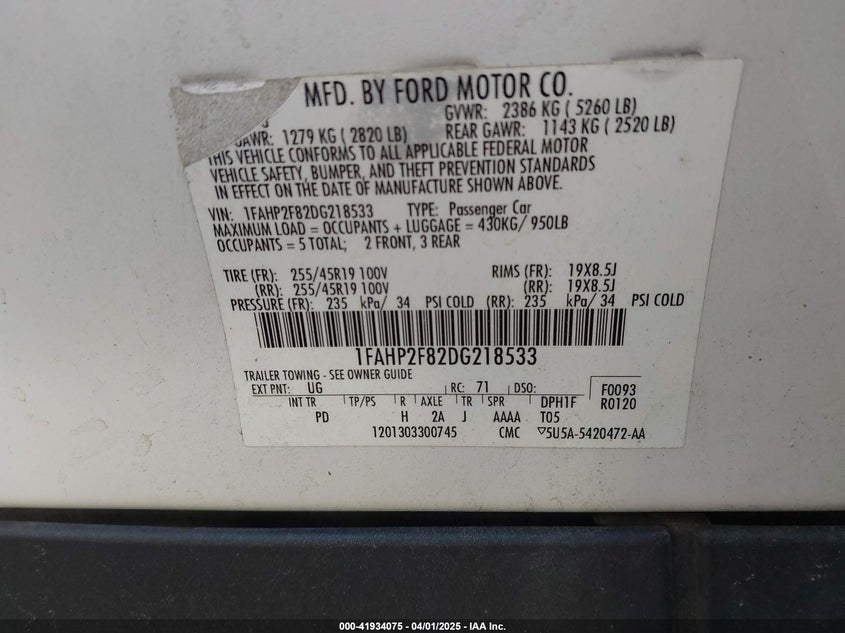 MFD. BY FORD MOTOR CO.
GVWR: 2386 KG ( 5260 LB)
GAWR: 1279 KG ( 2820 LB) REAR GAWR: 1143 KG ( 2520 LB)
THIS VEHICLE CONFORMS TO ALL APPLICABLE FEDERAL MOTOR
VEHICLE SAFETY, BUMPER, AND THEFT PREVENTION STANDARDS
IN EFFECT ON THE DATE OF MANUFACTURE SHOWN ABOVE.
VIN: 1FAHP2F82DG218533 TYPE: Passenger Car
MAXIMUM LOAD = OCCUPANTS + LUGGAGE = 430KG/ 950LB
OCCUPANTS = 5 TOTAL; 2 FRONT, 3 REAR
TIRE (FR): 255/45R19 100V RIMS (FR): 19X8.5J
(RR): 255/45R19 100V (RR): 19X8.5J
PRESSURE (FR): 235 kPa/ 34 PSI COLD (RR): 235 kPa/ 34 PSI COLD
1FAHP2F82DG218533
TRAILER TOWING - SEE OWNER GUIDE
EXT PNT: UG RC: 71 DSO: F0093
INT TR TP/PS R AXLE TR SPR DPH1F R0120
PD H 2A J AAAA T05
1201303300745 CMC 5U5A-5420472-AA
000-41934075 - 04/01/2025 - IAA Inc.